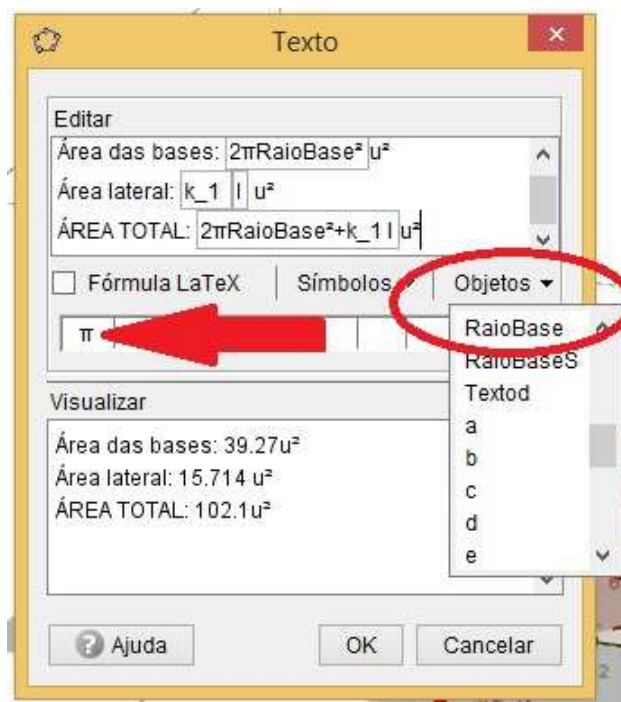 Texto
Editar
Área das bases: 2πRaioBase² u²
Área lateral: k_1 l u²
ÁREA TOTAL: 2πRaioBase²+k_1 l u²
Fórmula LaTeX Símbolos Objetos
π
RaioBase
RaioBaseS
Textod
a
b
c
d
e
Visualizar
Área das bases: 39.27u²
Área lateral: 15.714 u²
ÁREA TOTAL: 102.1u²
Ajuda OK Cancelar
2